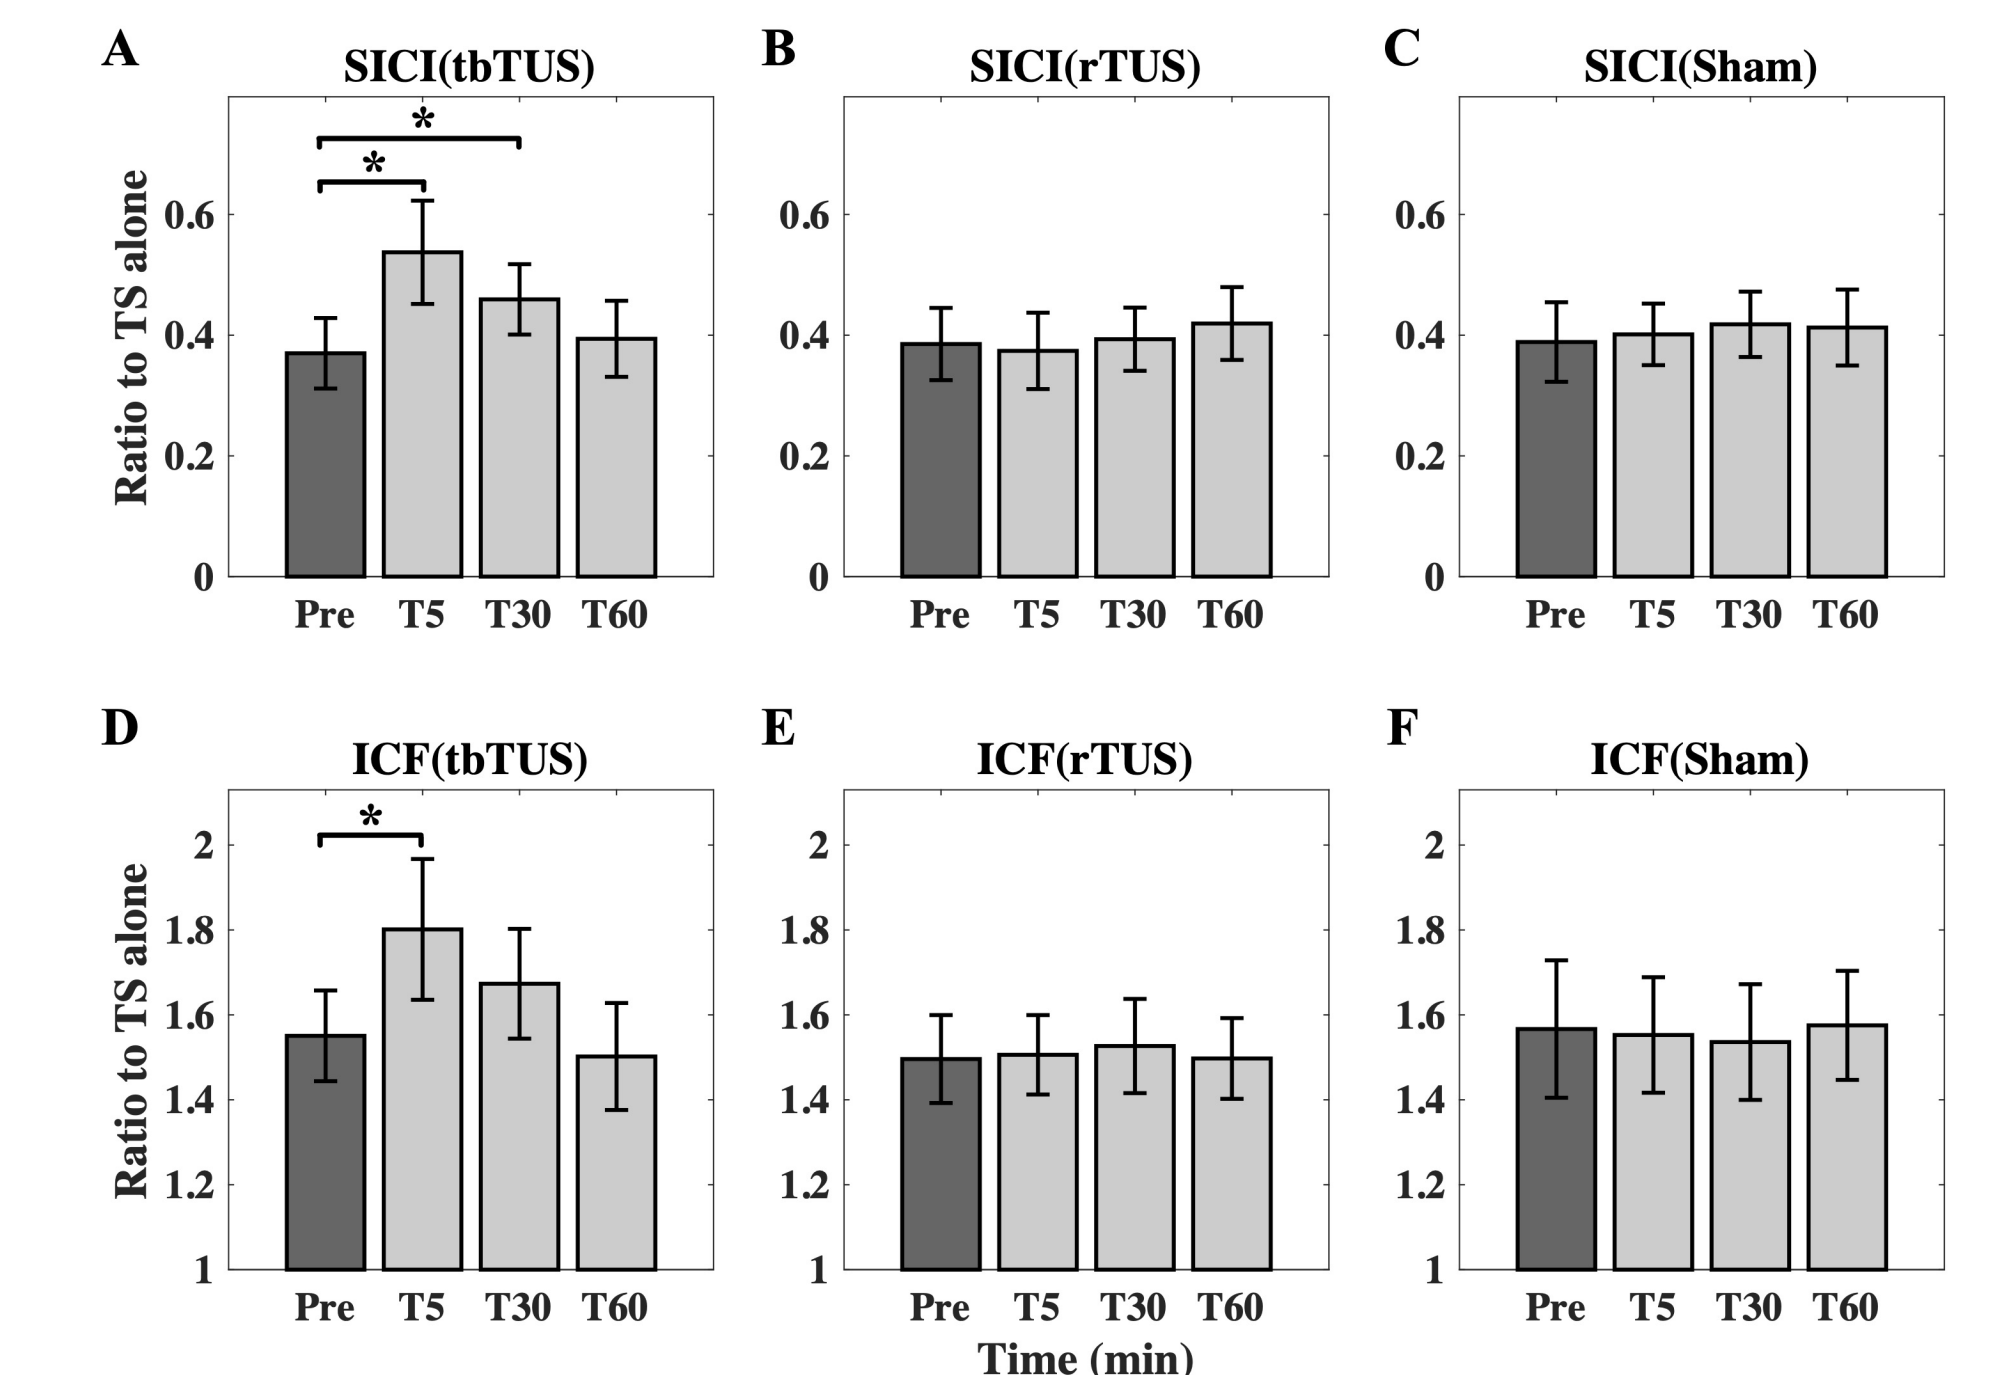 A
SICI(tbTUS)
*
*
Ratio to TS alone
0.6
0.4
0.2
0
Pre T5 T30 T60
B
SICI(rTUS)
0.6
0.4
0.2
0
Pre T5 T30 T60
C
SICI(Sham)
0.6
0.4
0.2
0
Pre T5 T30 T60
D
ICF(tbTUS)
*
Ratio to TS alone
2
1.8
1.6
1.4
1.2
1
Pre T5 T30 T60
E
ICF(rTUS)
2
1.8
1.6
1.4
1.2
1
Pre T5 T30 T60
Time (min)
F
ICF(Sham)
2
1.8
1.6
1.4
1.2
1
Pre T5 T30 T60